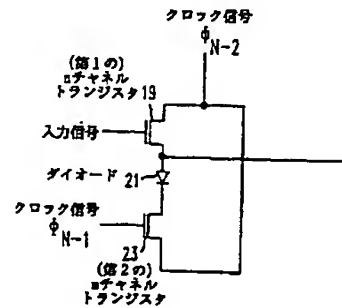 クロック信号
ΦN-2
(第1の)
nチャネル
トランジスタ19
入力信号
ダイオード 21
クロック信号
ΦN-1
23
(第2の)
nチャネル
トランジスタ